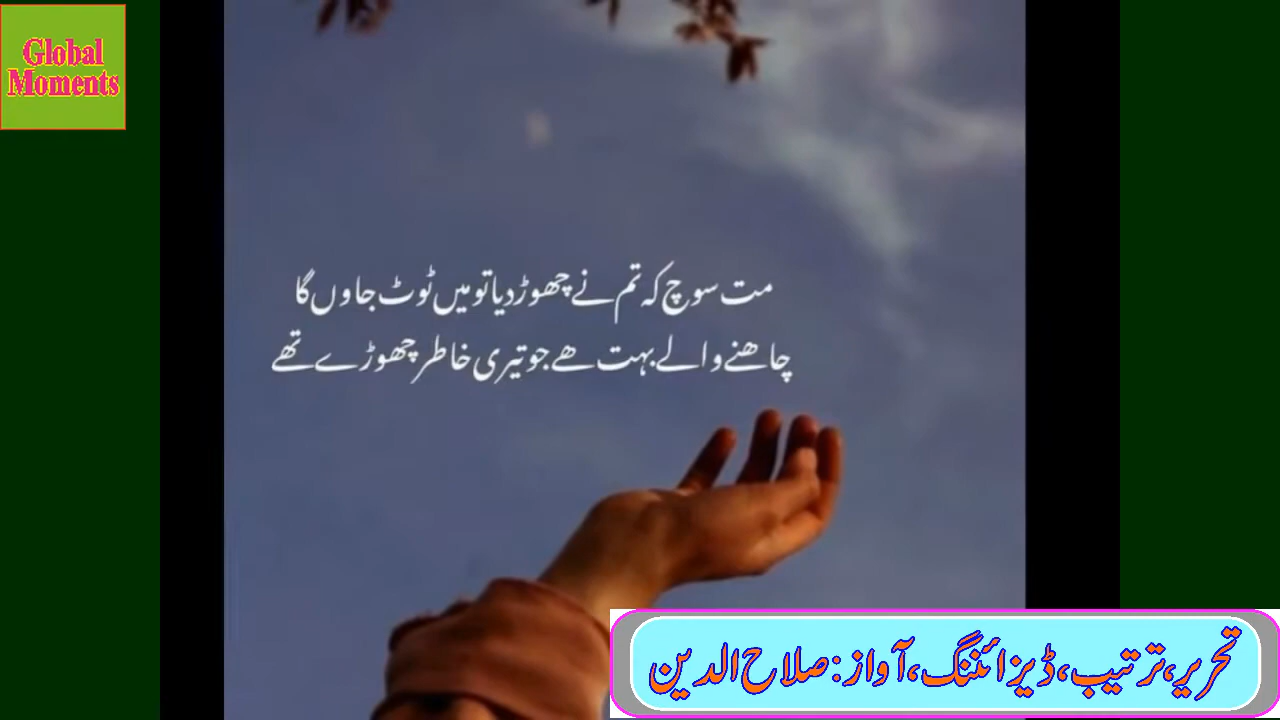 Global
Moments
مت سوچ کہ تم نے چھوڑ دیا تو میں ٹوٹ جاوں گا
چاھنے والے بہت ھے جو تیری خاطر چھوڑے تھے
تحریر، ترتیب، ڈیزائننگ، آواز: صلاح الدین